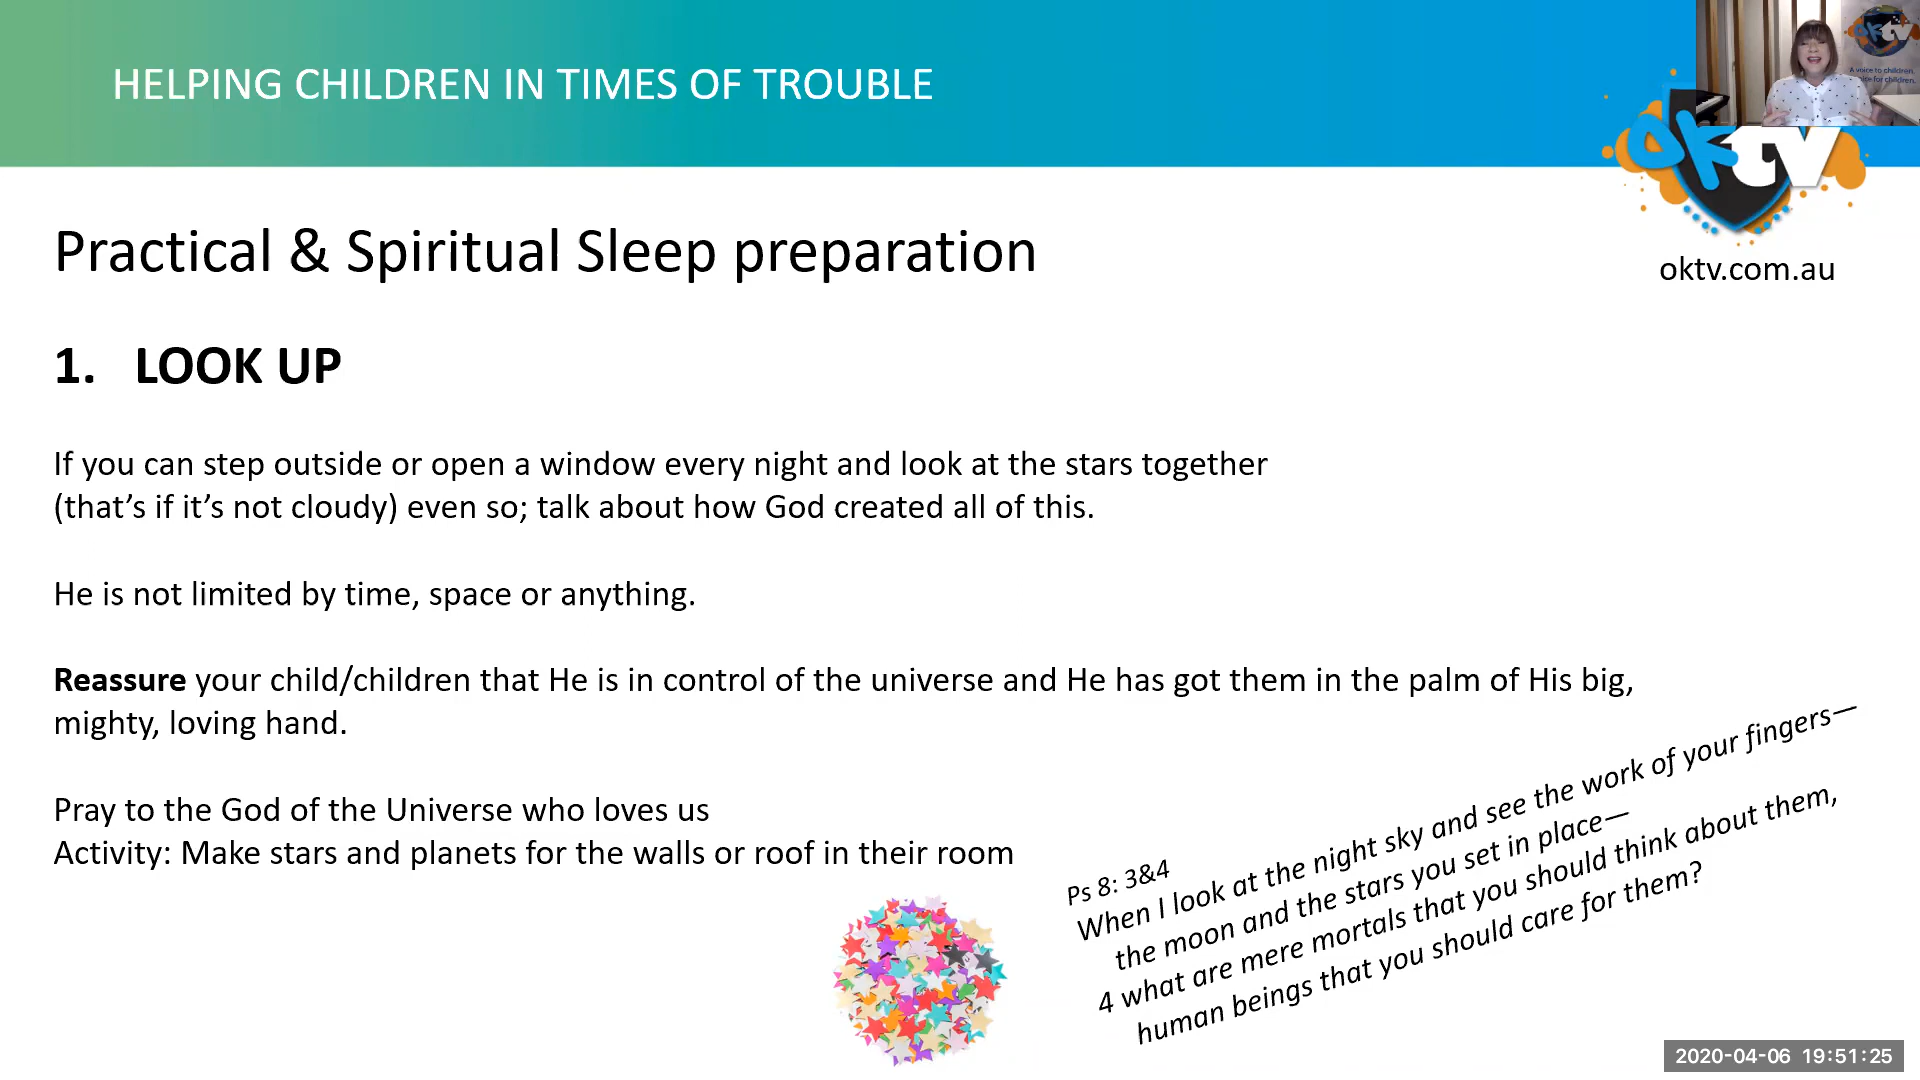 HELPING CHILDREN IN TIMES OF TROUBLE
oktv
A voice to children.
for children.
oktv
oktv.com.au
Practical & Spiritual Sleep preparation
1. LOOK UP
If you can step outside or open a window every night and look at the stars together
(that’s if it’s not cloudy) even so; talk about how God created all of this.
He is not limited by time, space or anything.
Reassure your child/children that He is in control of the universe and He has got them in the palm of His big,
mighty, loving hand.
Pray to the God of the Universe who loves us
Activity: Make stars and planets for the walls or roof in their room
Ps 8: 3&4
When I look at the night sky and see the work of your fingers—
the moon and the stars you set in place—
4 what are mere mortals that you should think about them,
human beings that you should care for them?
2020-04-06 19:51:25